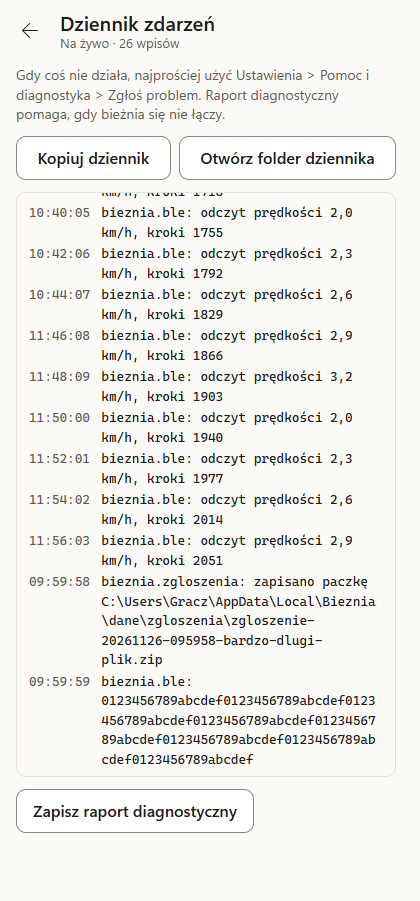 Dziennik zdarzeń
Na żywo · 26 wpisów
Gdy coś nie działa, najprościej użyć Ustawienia > Pomoc i
diagnostyka > Zgłoś problem. Raport diagnostyczny
pomaga, gdy bieżnia się nie łączy.
Kopiuj dziennik
Otwórz folder dziennika
km/h, kroki 1718
10:40:05 bieznia.ble: odczyt prędkości 2,0
km/h, kroki 1755
10:42:06 bieznia.ble: odczyt prędkości 2,3
km/h, kroki 1792
10:44:07 bieznia.ble: odczyt prędkości 2,6
km/h, kroki 1829
11:46:08 bieznia.ble: odczyt prędkości 2,9
km/h, kroki 1866
11:48:09 bieznia.ble: odczyt prędkości 3,2
km/h, kroki 1903
11:50:00 bieznia.ble: odczyt prędkości 2,0
km/h, kroki 1940
11:52:01 bieznia.ble: odczyt prędkości 2,3
km/h, kroki 1977
11:54:02 bieznia.ble: odczyt prędkości 2,6
km/h, kroki 2014
11:56:03 bieznia.ble: odczyt prędkości 2,9
km/h, kroki 2051
09:59:58 bieznia.zgloszenia: zapisano paczkę
C:\Users\Gracz\AppData\Local\Bieznia
\dane\zgloszenia\zgloszenie-
20261126-095958-bardzo-dlugi-
plik.zip
09:59:59 bieznia.ble:
0123456789abcdef0123456789abcdef0123
456789abcdef0123456789abcdef01234567
89abcdef0123456789abcdef0123456789ab
cdef0123456789abcdef
Zapisz raport diagnostyczny